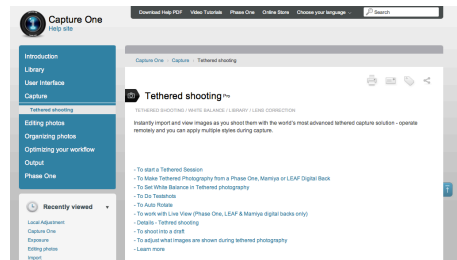 Capture One
Help site
Download Help PDF Video Tutorials Phase One Online Store Choose your language Search
Introduction
Library
User Interface
Capture
Tethered shooting
Editing photos
Organizing photos
Optimizing your workflow
Output
Phase One
Recently viewed
Local Adjustment
Capture One
Exposure
Editing photos
Import
Capture One › Capture › Tethered shooting
Tethered shooting Pro
TETHERED SHOOTING / WHITE BALANCE / LIBRARY / LENS CORRECTION
Instantly import and view images as you shoot them with the world's most advanced tethered capture solution - operate
remotely and you can apply multiple styles during capture.
- To start a Tethered Session
- To Make Tethered Photography from a Phase One, Mamiya or LEAF Digital Back
- To Set White Balance in Tethered photography
- To Do Testshots
- To Auto Rotate
- To work with Live View (Phase One, LEAF & Mamiya digital backs only)
- Details - Tethred shooting
- To shoot into a draft
- To adjust what images are shown during tethered photography
- Learn more